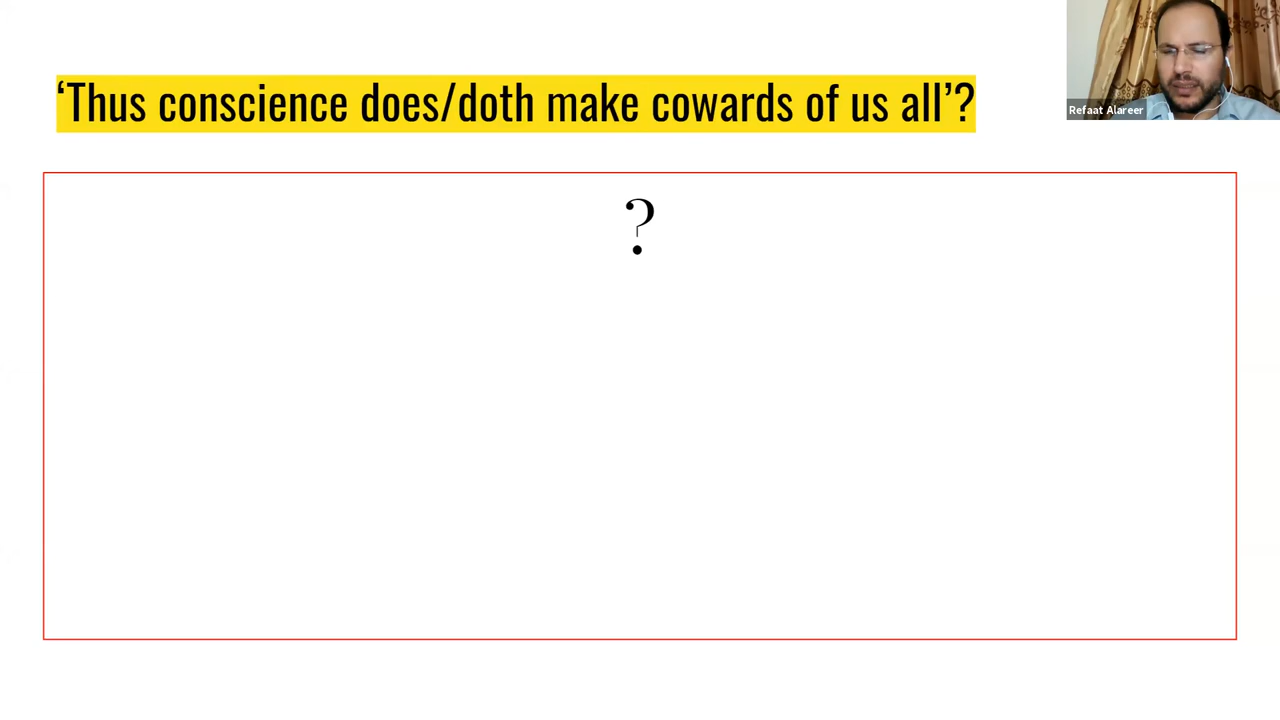 ‘Thus conscience does/doth make cowards of us all’?
Refaat Alareer
?